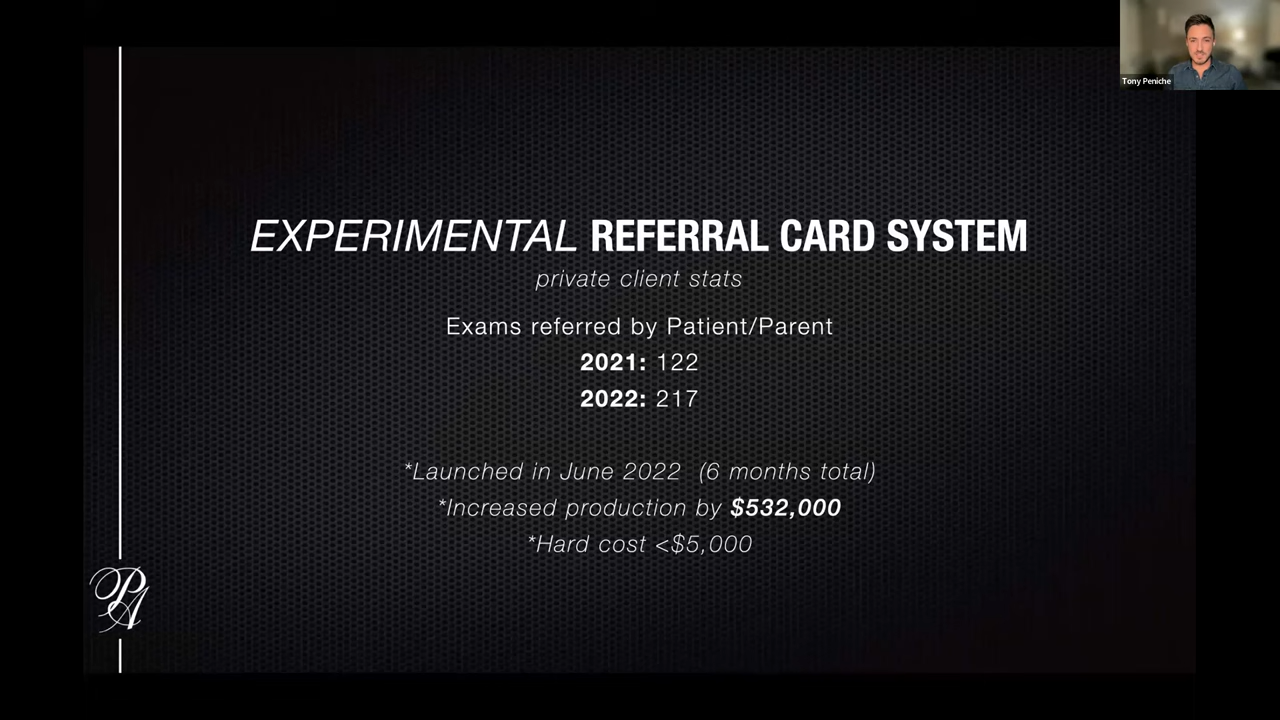 Tony Peniche
EXPERIMENTAL REFERRAL CARD SYSTEM
private client stats
Exams referred by Patient/Parent
2021: 122
2022: 217
*Launched in June 2022 (6 months total)
*Increased production by $532,000
*Hard cost <$5,000
PA